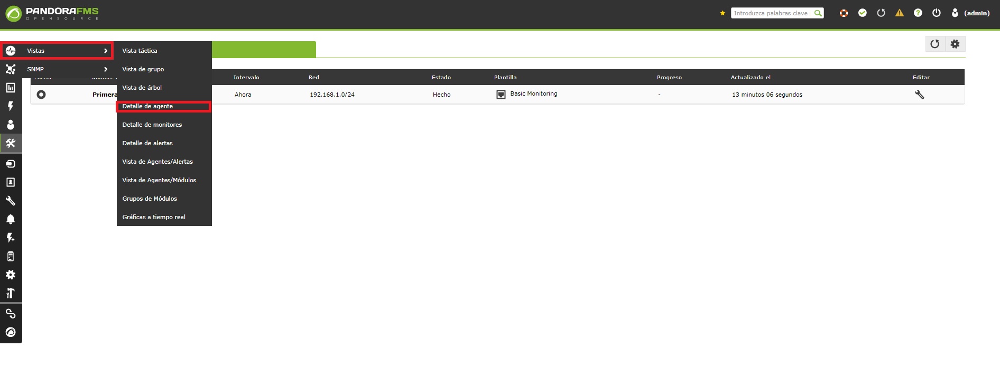 PANDORAFMS
OPENSOURCE
Introduzca palabras clave
(admin)
Vistas
SNMP
Vista táctica
Vista de grupo
Vista de árbol
Detalle de agente
Detalle de monitores
Detalle de alertas
Vista de Agentes/Alertas
Vista de Agentes/Módulos
Grupos de Módulos
Gráficas a tiempo real
Forzar Nombre Intervalo Red Estado Plantilla Progreso Actualizado el Editar
Primera Ahora 192.168.1.0/24 Hecho Basic Monitoring - 13 minutos 06 segundos